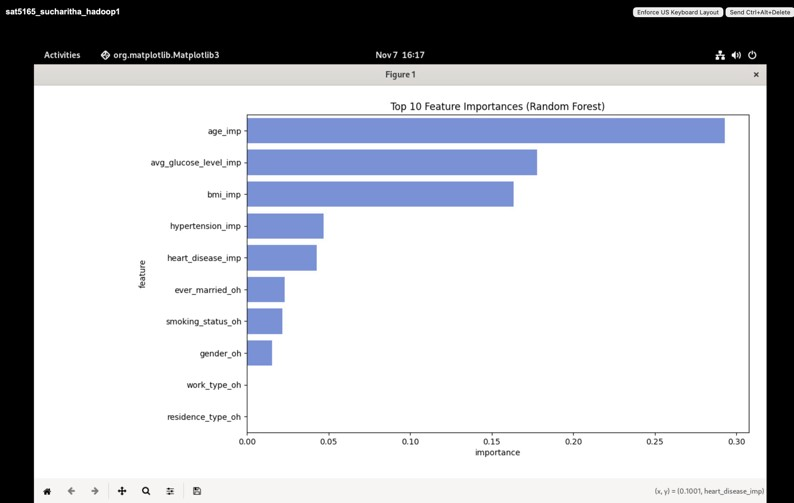 sat5165_sucharitha_hadoop1
Enforce US Keyboard Layout
Send Ctrl+Alt+Delete
Activities
org.matplotlib.Matplotlib3
Nov 7 16:17
Figure 1
×
Top 10 Feature Importances (Random Forest)
age_imp
avg_glucose_level_imp
bmi_imp
hypertension_imp
heart_disease_imp
feature
ever_married_oh
smoking_status_oh
gender_oh
work_type_oh
residence_type_oh
0.00 0.05 0.10 0.15 0.20 0.25 0.30
importance
(x, y) = (0.1001, heart_disease_imp)